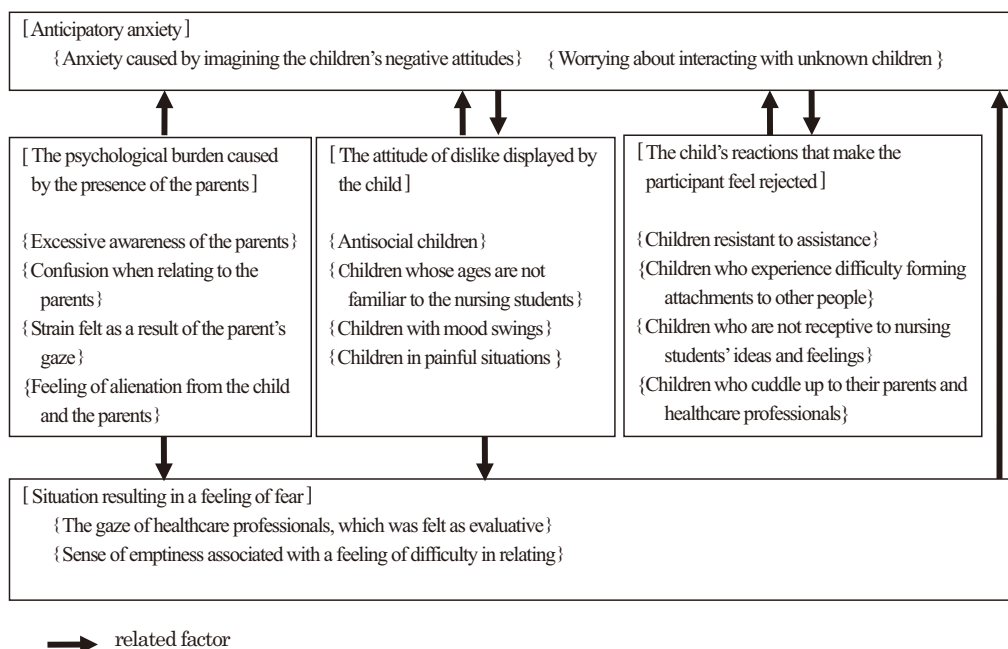 [Anticipatory anxiety]
{Anxiety caused by imagining the children's negative attitudes} {Worrying about interacting with unknown children}
[The psychological burden caused
by the presence of the parents]
{Excessive awareness of the parents}
{Confusion when relating to the
parents}
{Strain felt as a result of the parent's
gaze}
{Feeling of alienation from the child
and the parents}
[The attitude of dislike displayed by
the child]
{Antisocial children}
{Children whose ages are not
familiar to the nursing students}
{Children with mood swings}
{Children in painful situations}
[The child's reactions that make the
participant feel rejected]
{Children resistant to assistance}
{Children who experience difficulty forming
attachments to other people}
{Children who are not receptive to nursing
students' ideas and feelings}
{Children who cuddle up to their parents and
healthcare professionals}
[Situation resulting in a feeling of fear]
{The gaze of healthcare professionals, which was felt as evaluative}
{Sense of emptiness associated with a feeling of difficulty in relating}
related factor